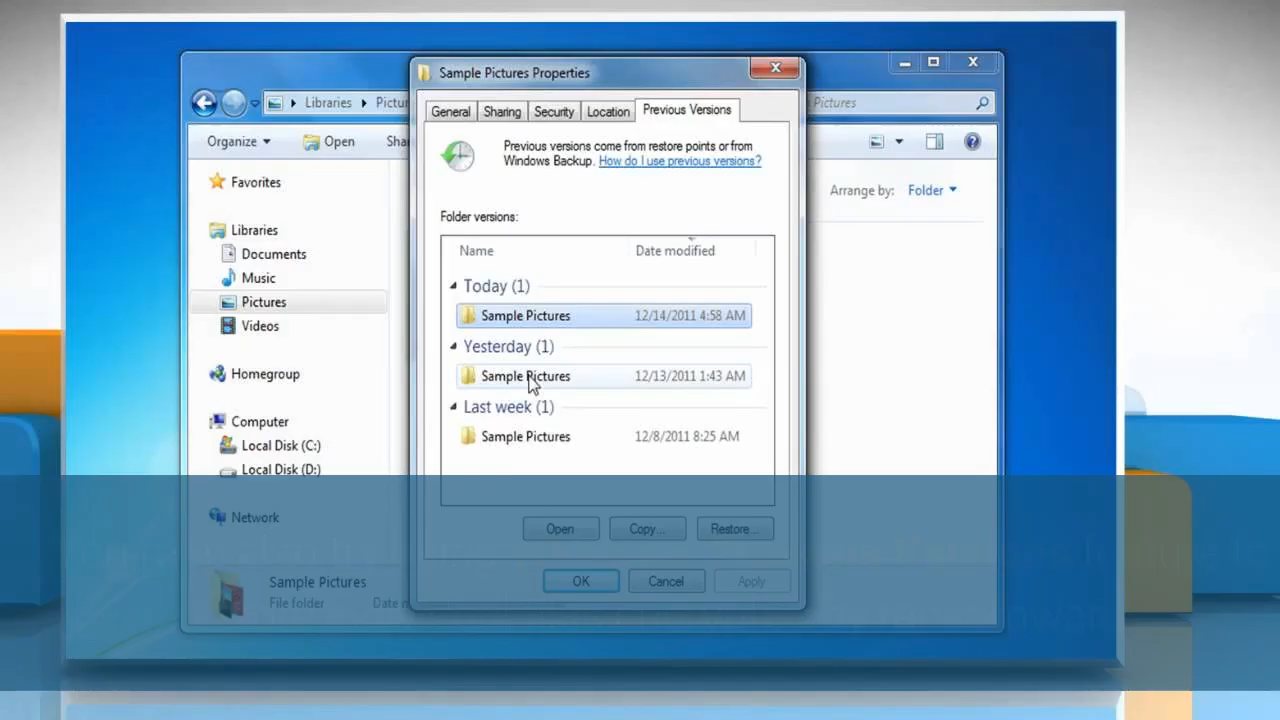 Sample Pictures Properties
Libraries
Pictur
Pictures
General
Sharing
Security
Location
Previous Versions
Organize
Open
Shar
Previous versions come from restore points or from
Windows Backup. How do I use previous versions?
Favorites
Arrange by:
Folder
Folder versions:
Libraries
Documents
Music
Pictures
Videos
Homegroup
Computer
Local Disk (C:)
Local Disk (D:)
Network
Name
Date modified
Today (1)
Sample Pictures
12/14/2011 4:58 AM
Yesterday (1)
Sample Pictures
12/13/2011 1:43 AM
Last week (1)
Sample Pictures
12/8/2011 8:25 AM
Open
Copy...
Restore...
OK
Cancel
Apply
Sample Pictures
File folder
Date m